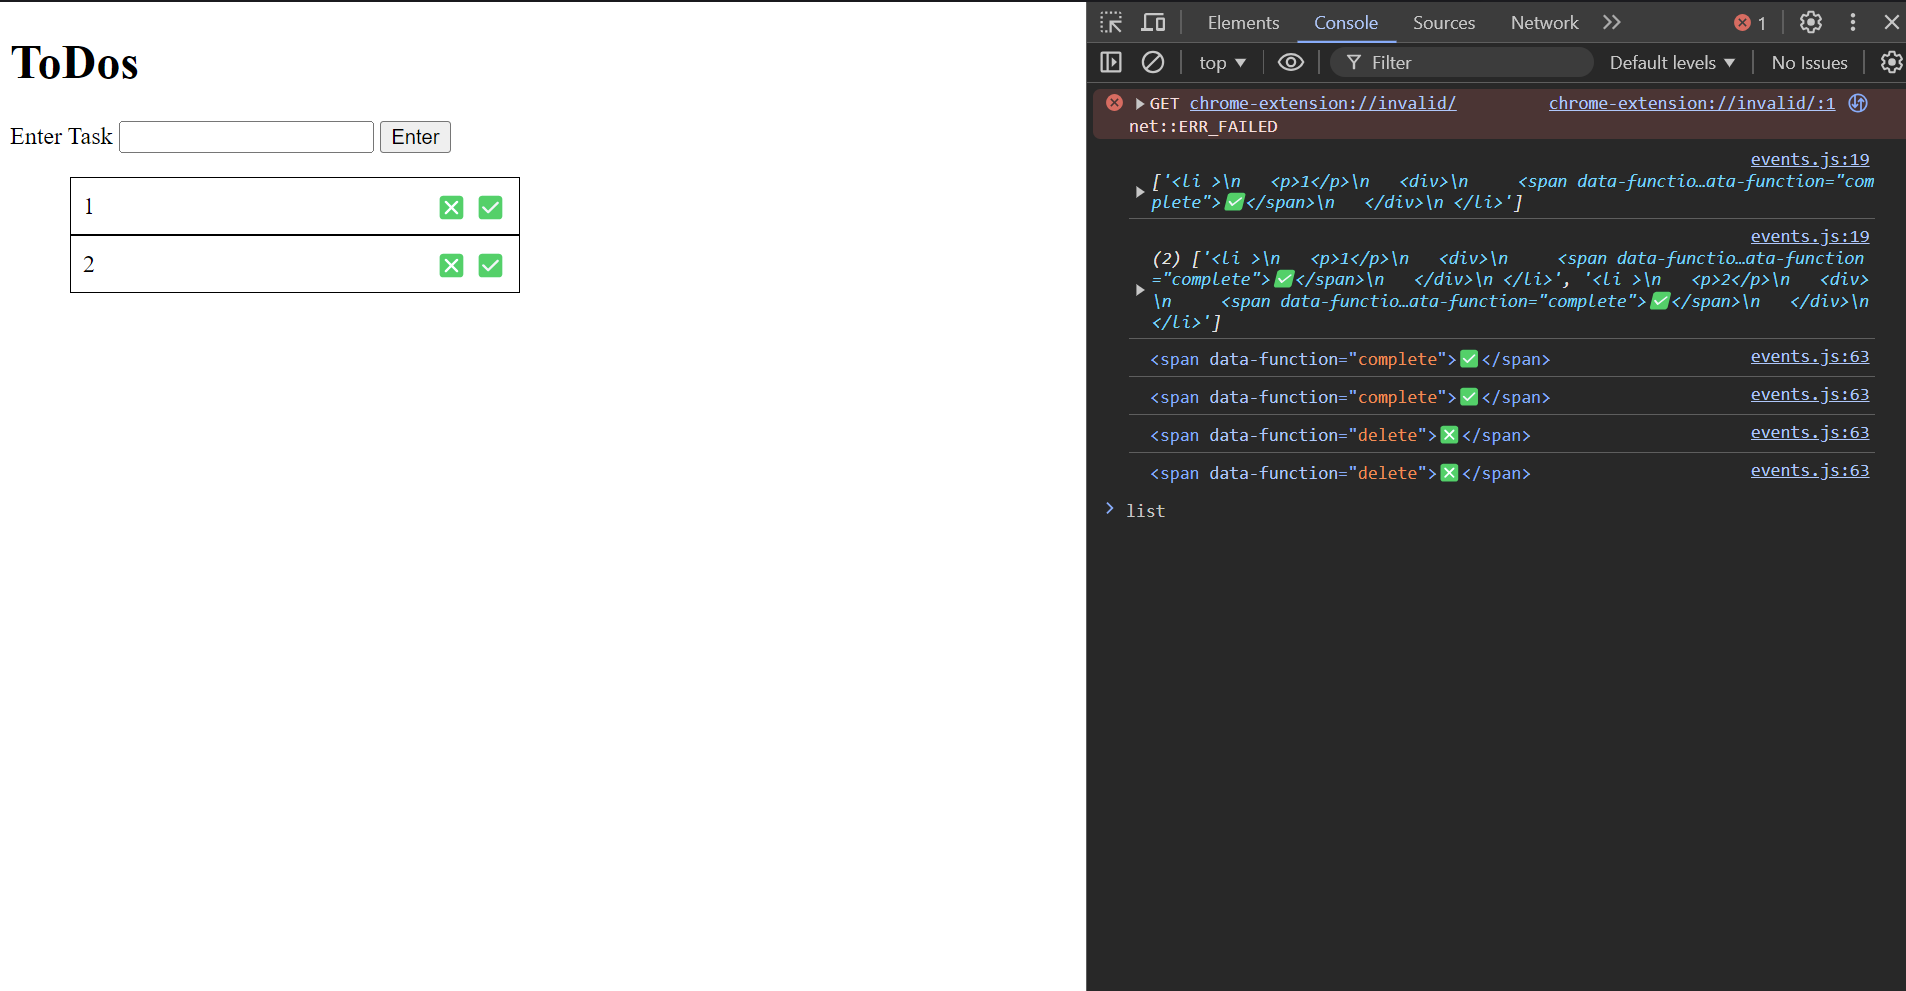 ToDos
Enter Task Enter
1 ❎ ✅
2 ❎ ✅
Elements Console Sources Network 1
top Filter Default levels No Issues
GET chrome-extension://invalid/ chrome-extension://invalid/:1
net::ERR_FAILED
events.js:19
['<li >\n   <p>1</p>\n   <div>\n     <span data-functio…ata-function="com
plete">✅</span>\n   </div>\n </li>']
events.js:19
(2) ['<li >\n   <p>1</p>\n   <div>\n     <span data-functio…ata-function
="complete">✅</span>\n   </div>\n </li>', '<li >\n   <p>2</p>\n   <div>
\n     <span data-functio…ata-function="complete">✅</span>\n   </div>\n
</li>']
<span data-function="complete">✅</span> events.js:63
<span data-function="complete">✅</span> events.js:63
<span data-function="delete">❎</span> events.js:63
<span data-function="delete">❎</span> events.js:63
> list